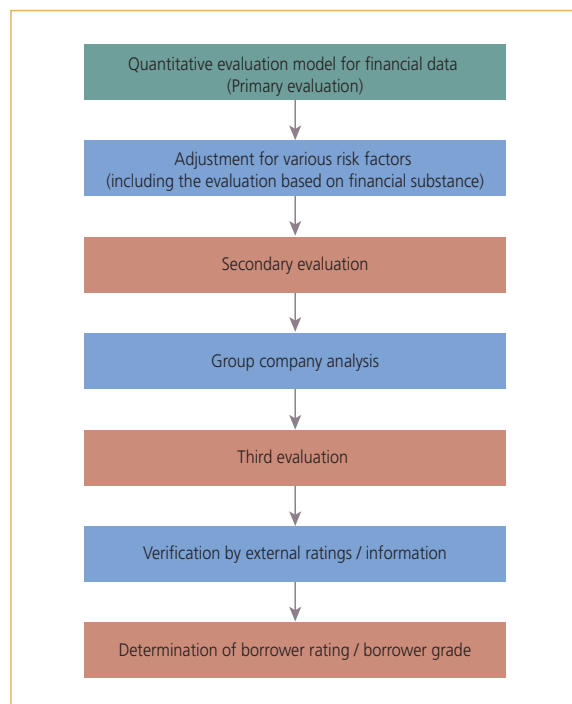 Quantitative evaluation model for financial data
(Primary evaluation)
Adjustment for various risk factors
(including the evaluation based on financial substance)
Secondary evaluation
Group company analysis
Third evaluation
Verification by external ratings / information
Determination of borrower rating / borrower grade